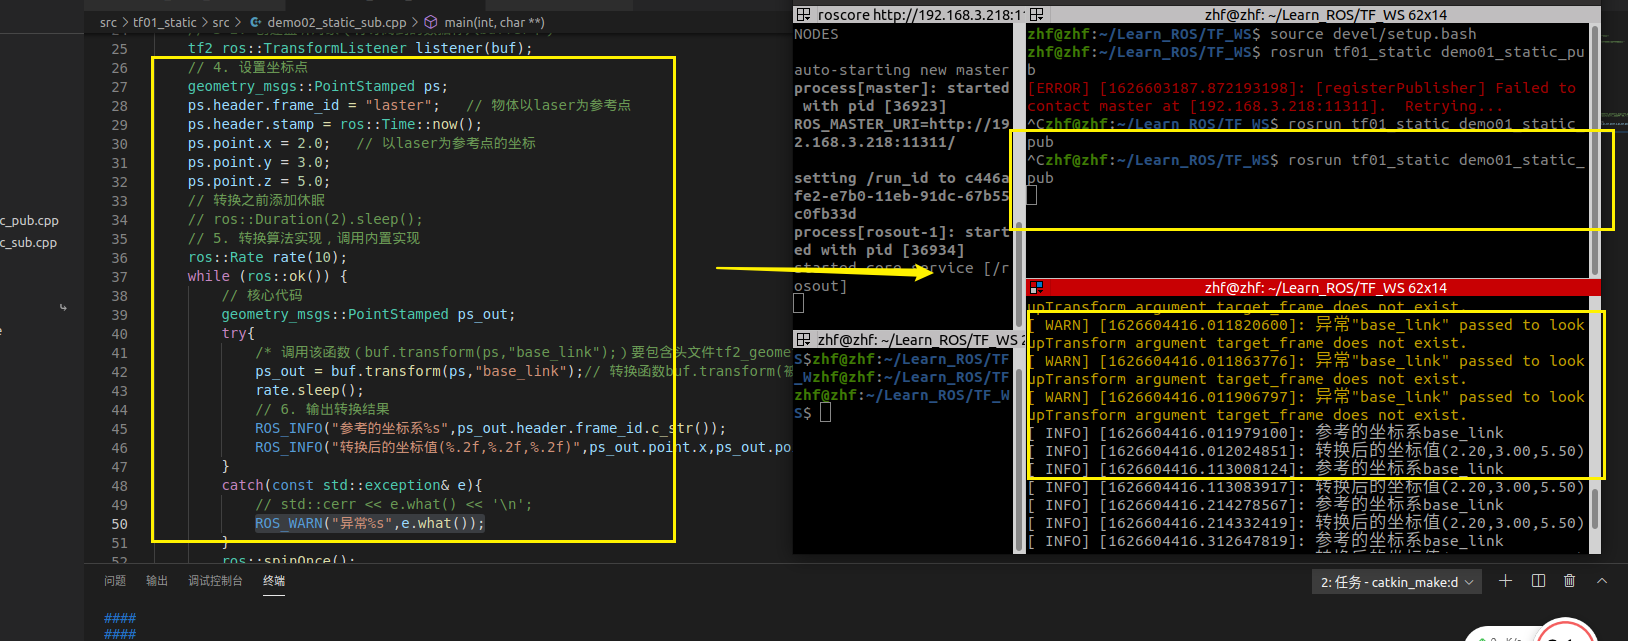 src > tf01_static > src > demo02_static_sub.cpp > main(int, char **)
25 tf2_ros::TransformListener listener(buf);
26 // 4. 设置坐标点
27 geometry_msgs::PointStamped ps;
28 ps.header.frame_id = "laster"; // 物体以laser为参考点
29 ps.header.stamp = ros::Time::now();
30 ps.point.x = 2.0; // 以laser为参考点的坐标
31 ps.point.y = 3.0;
32 ps.point.z = 5.0;
33 // 转换之前添加休眠
34 // ros::Duration(2).sleep();
35 // 5. 转换算法实现，调用内置实现
36 ros::Rate rate(10);
37 while (ros::ok()) {
38 // 核心代码
39 geometry_msgs::PointStamped ps_out;
40 try{
41 /* 调用该函数（buf.transform(ps,"base_link");）要包含头文件tf2_geome
42 ps_out = buf.transform(ps,"base_link");// 转换函数buf.transform(被
43 rate.sleep();
44 // 6. 输出转换结果
45 ROS_INFO("参考的坐标系%s",ps_out.header.frame_id.c_str());
46 ROS_INFO("转换后的坐标值(%.2f,%.2f,%.2f)",ps_out.point.x,ps_out.po
47 }
48 catch(const std::exception& e){
49 // std::cerr << e.what() << '\n';
50 ROS_WARN("异常%s",e.what());
51 }
52 ros::spinOnce();
c_pub.cpp
c_sub.cpp
roscore http://192.168.3.218:11
NODES
auto-starting new master
process[master]: started
with pid [36923]
ROS_MASTER_URI=http://19
2.168.3.218:11311/
setting /run_id to c446a
fe2-e7b0-11eb-91dc-67b55
c0fb33d
process[rosout-1]: start
ed with pid [36934]
started core service [/r
osout]
zhf@zhf: ~/Learn_ROS/TF_WS 2
S$zhf@zhf:~/Learn_ROS/TF
_Wzhf@zhf:~/Learn_ROS/TF
zhf@zhf:~/Learn_ROS/TF_W
S$
zhf@zhf: ~/Learn_ROS/TF_WS 62x14
zhf@zhf:~/Learn_ROS/TF_WS$ source devel/setup.bash
zhf@zhf:~/Learn_ROS/TF_WS$ rosrun tf01_static demo01_static_pu
b
[ERROR] [1626603187.872193198]: [registerPublisher] Failed to
contact master at [192.168.3.218:11311]. Retrying...
^Czhf@zhf:~/Learn_ROS/TF_WS$ rosrun tf01_static demo01_static_
pub
^Czhf@zhf:~/Learn_ROS/TF_WS$ rosrun tf01_static demo01_static_
pub
zhf@zhf: ~/Learn_ROS/TF_WS 62x14
upTransform argument target_frame does not exist.
[ WARN] [1626604416.011820600]: 异常"base_link" passed to look
upTransform argument target_frame does not exist.
[ WARN] [1626604416.011863776]: 异常"base_link" passed to look
upTransform argument target_frame does not exist.
[ WARN] [1626604416.011906797]: 异常"base_link" passed to look
upTransform argument target_frame does not exist.
[ INFO] [1626604416.011979100]: 参考的坐标系base_link
[ INFO] [1626604416.012024851]: 转换后的坐标值(2.20,3.00,5.50)
[ INFO] [1626604416.113008124]: 参考的坐标系base_link
[ INFO] [1626604416.113083917]: 转换后的坐标值(2.20,3.00,5.50)
[ INFO] [1626604416.214278567]: 参考的坐标系base_link
[ INFO] [1626604416.214332419]: 转换后的坐标值(2.20,3.00,5.50)
[ INFO] [1626604416.312647819]: 参考的坐标系base_link
问题 输出 调试控制台 终端
2: 任务 - catkin_make:d
####
####